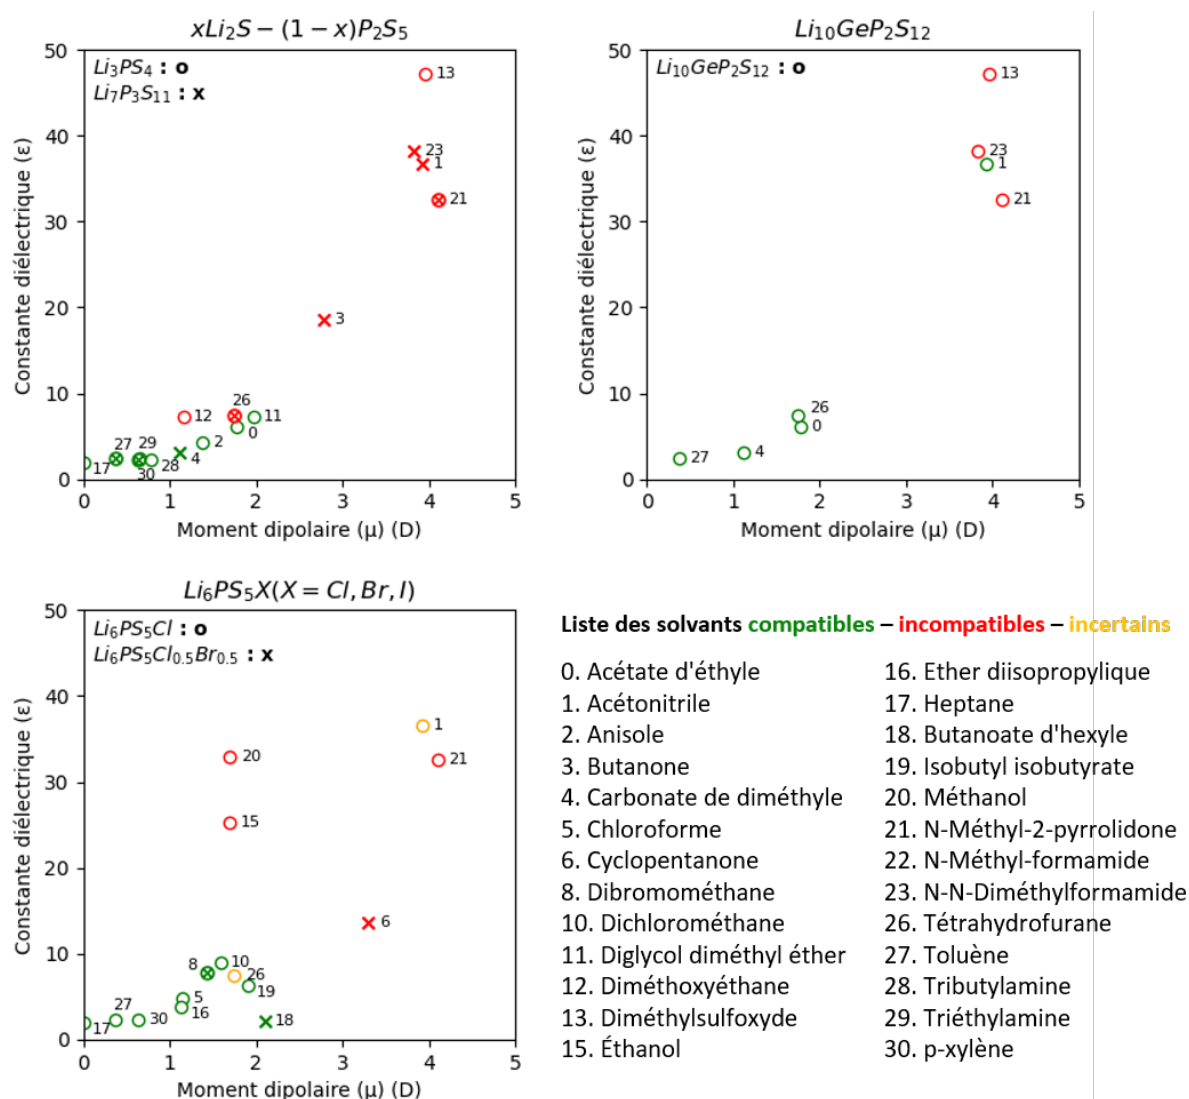 xLi₂S − (1 − x)P₂S₅
Li₃PS₄ : o
Li₇P₃S₁₁ : x
50
40
30
20
10
0
Constante diélectrique (ε)
13
23
1
21
3
26
12
11
0
2
27
29
4
28
17
30
0 1 2 3 4 5
Moment dipolaire (μ) (D)
Li₁₀GeP₂S₁₂
Li₁₀GeP₂S₁₂ : o
50
40
30
20
10
0
Constante diélectrique (ε)
13
23
1
21
26
0
4
27
0 1 2 3 4 5
Moment dipolaire (μ) (D)
Li₆PS₅X(X = Cl, Br, I)
Li₆PS₅Cl : o
Li₆PS₅Cl₀.₅Br₀.₅ : x
50
40
30
20
10
0
Constante diélectrique (ε)
1
20
21
15
6
8
10
26
19
5
16
27
30
18
17
0 1 2 3 4 5
Moment dipolaire (μ) (D)
Liste des solvants compatibles – incompatibles – incertains
0. Acétate d'éthyle
1. Acétonitrile
2. Anisole
3. Butanone
4. Carbonate de diméthyle
5. Chloroforme
6. Cyclopentanone
8. Dibromométhane
10. Dichlorométhane
11. Diglycol diméthyl éther
12. Diméthoxyéthane
13. Diméthylsulfoxyde
15. Éthanol
16. Ether diisopropylique
17. Heptane
18. Butanoate d'hexyle
19. Isobutyl isobutyrate
20. Méthanol
21. N-Méthyl-2-pyrrolidone
22. N-Méthyl-formamide
23. N-N-Diméthylformamide
26. Tétrahydrofurane
27. Toluène
28. Tributylamine
29. Triéthylamine
30. p-xylène